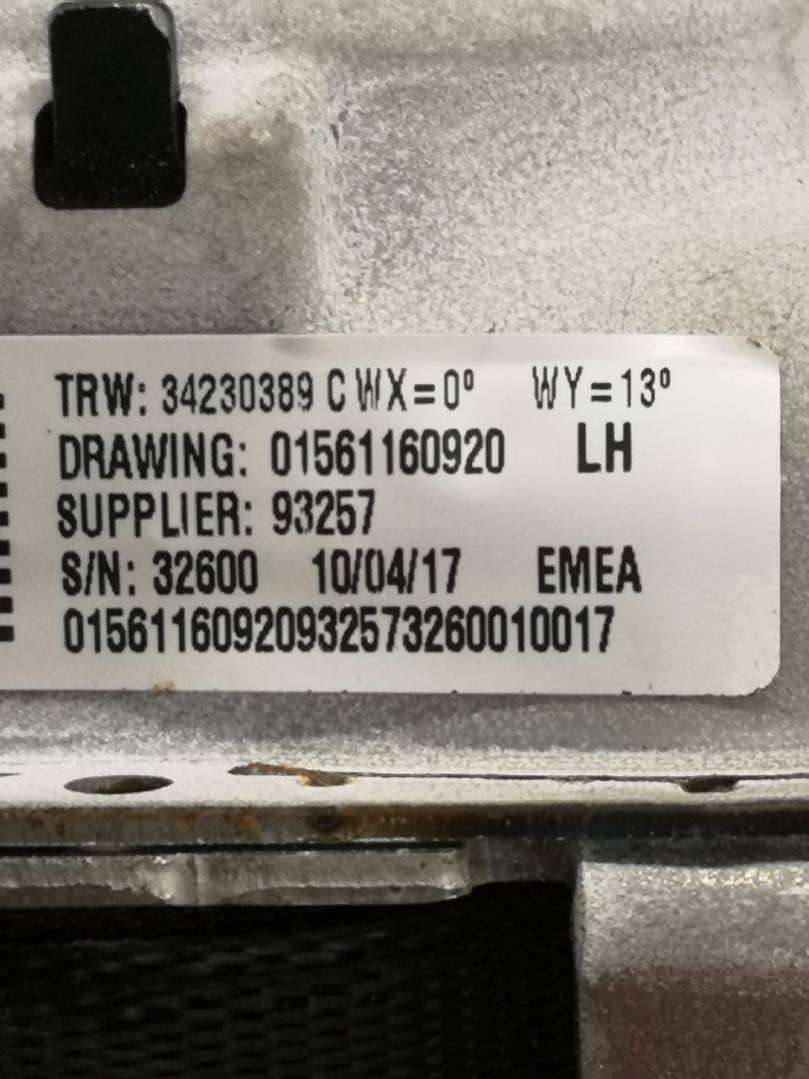 TRW: 34230389 C WX=0° WY=13°
DRAWING: 01561160920 LH
SUPPLIER: 93257
S/N: 32600 10/04/17 EMEA
01561160920932573260010017